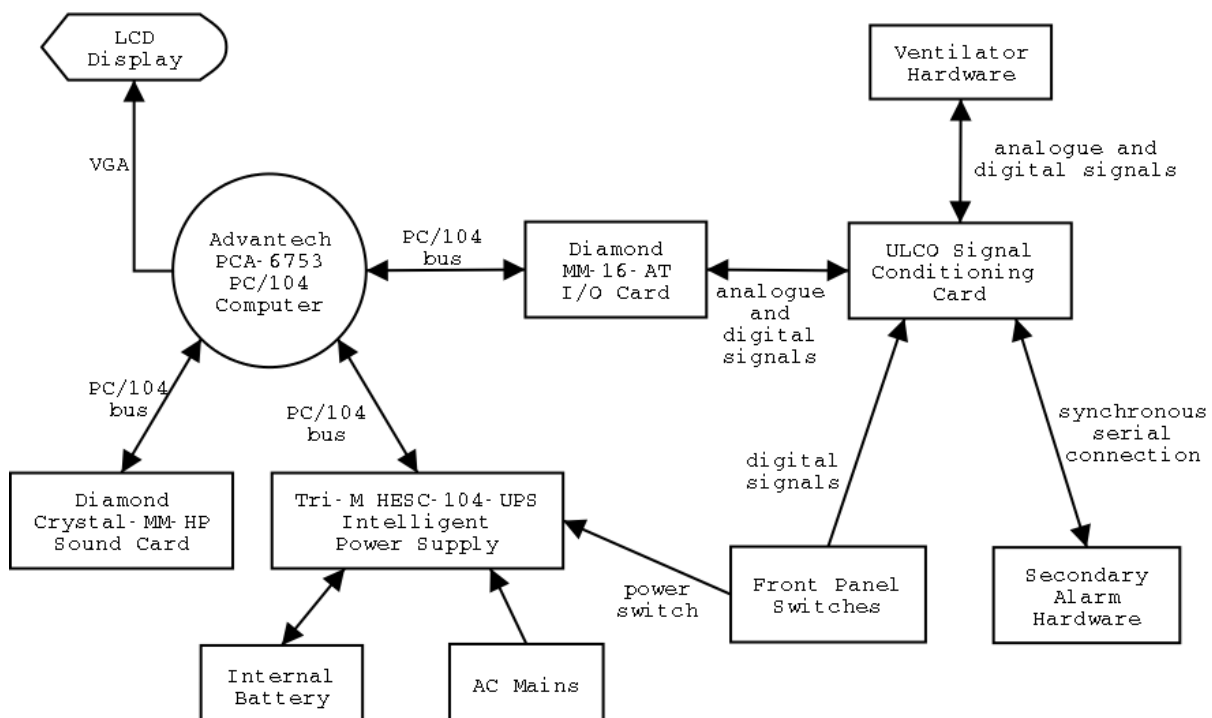 LCD
Display
Ventilator
Hardware
VGA
analogue and
digital signals
Advantech
PCA-6753
PC/104
Computer
PC/104
bus
Diamond
MM-16-AT
I/O Card
analogue
and
digital
signals
ULCO Signal
Conditioning
Card
PC/104
bus
PC/104
bus
digital
signals
synchronous
serial
connection
Diamond
Crystal-MM-HP
Sound Card
Tri-M HESC-104-UPS
Intelligent
Power Supply
power
switch
Front Panel
Switches
Secondary
Alarm
Hardware
Internal
Battery
AC Mains